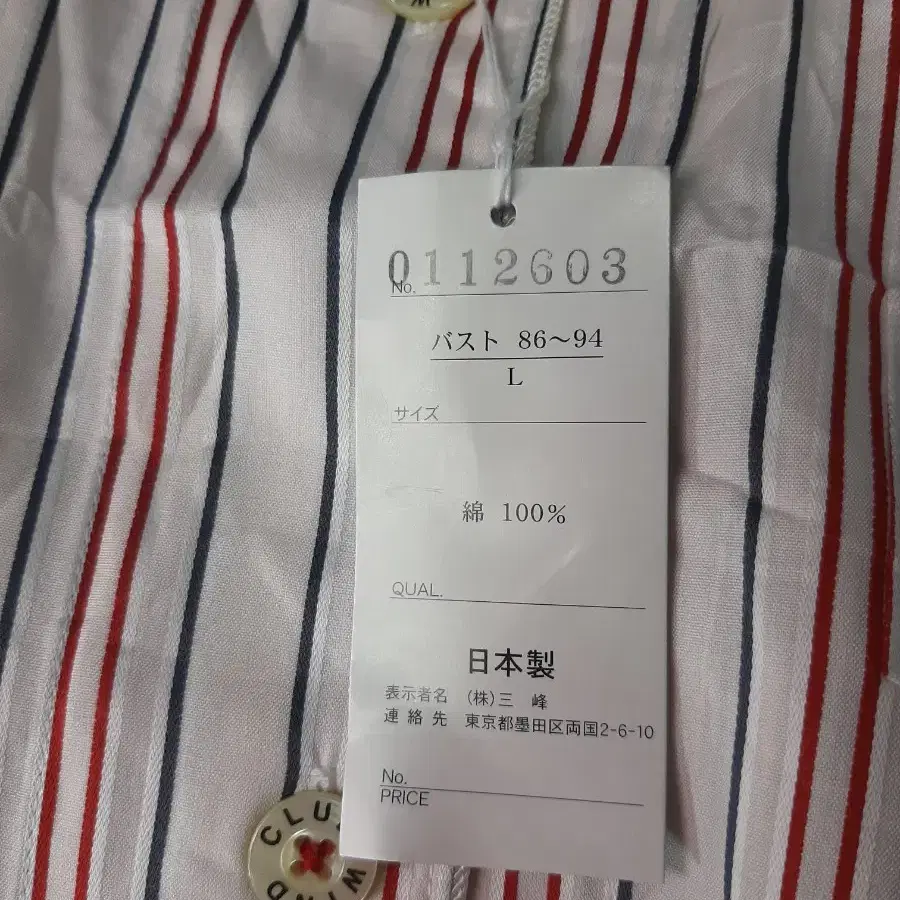 W
0112603
No.
バスト 86〜94
L
サイズ
綿 100%
QUAL.
日本製
表示者名 (株)三 峰
連絡先 東京都墨田区両国2-6-10
No.
PRICE
WIND